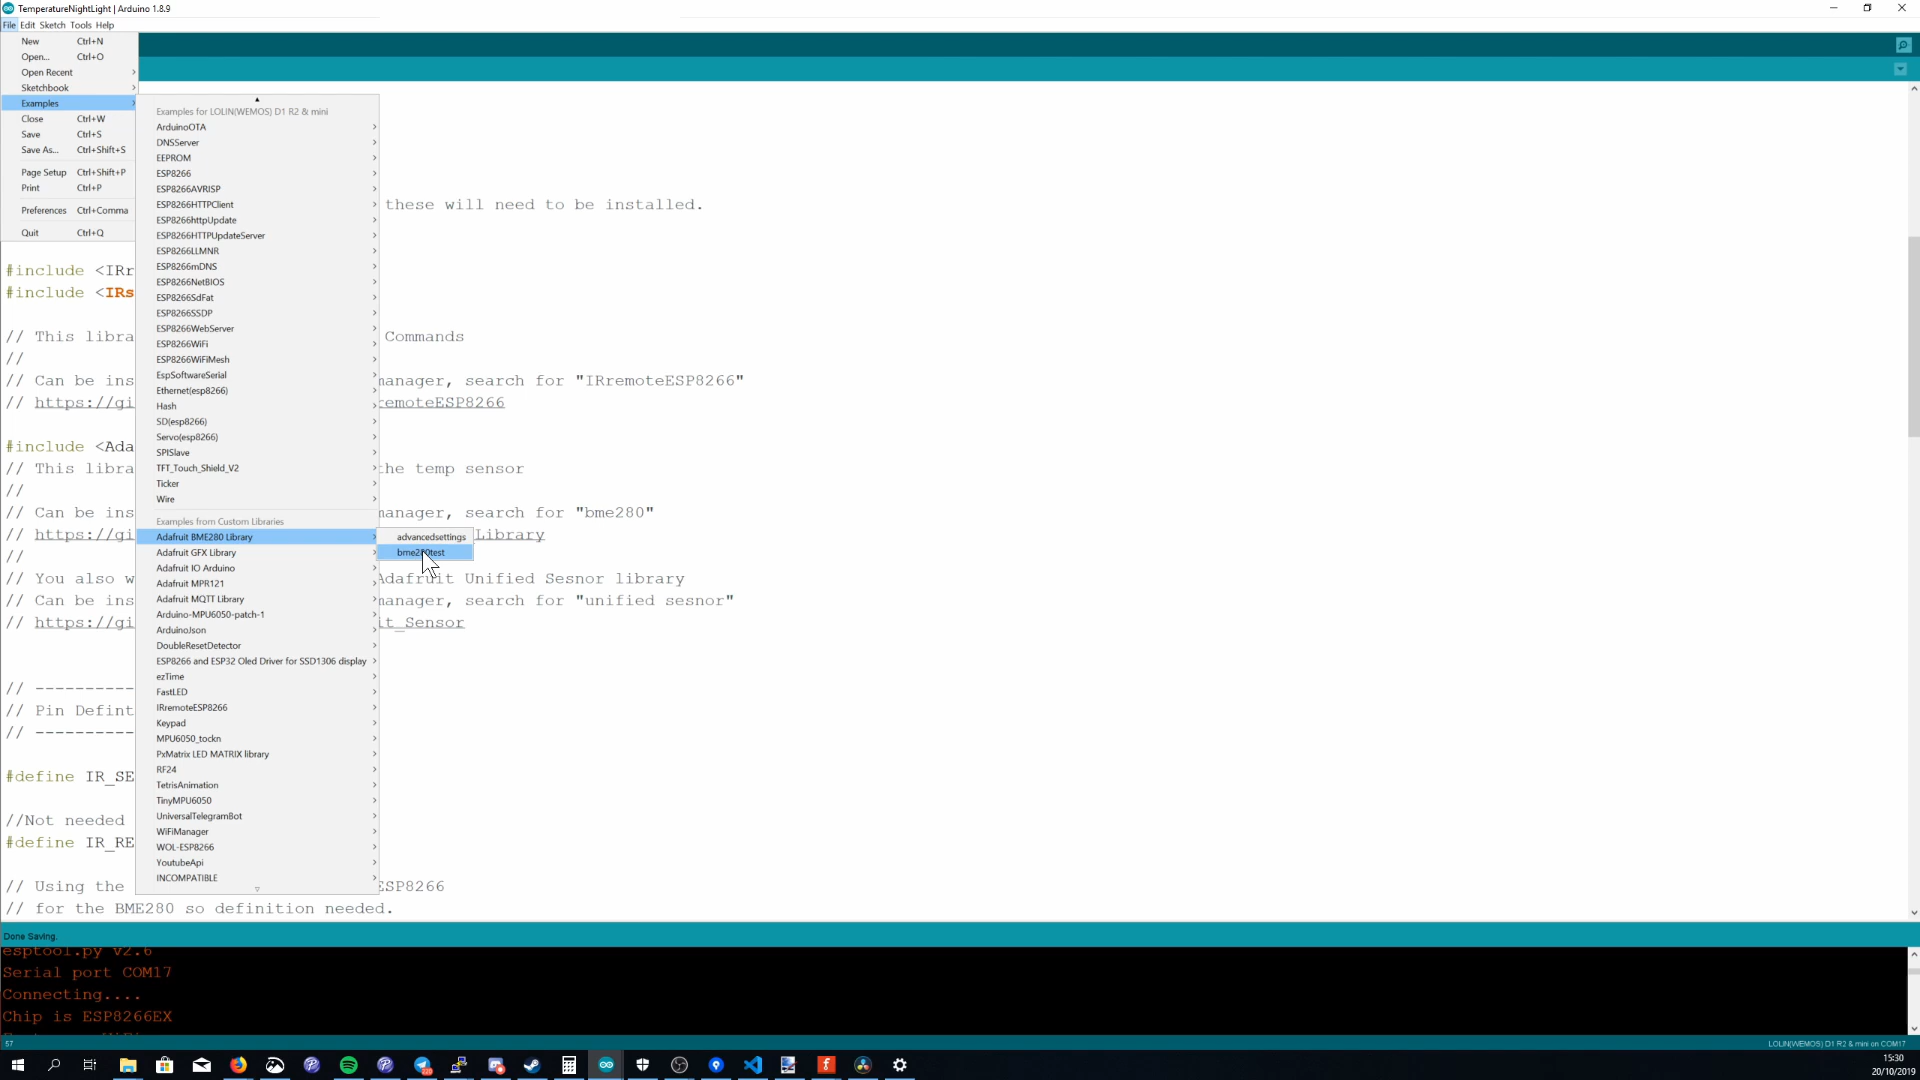 TemperatureNightLight | Arduino 1.8.9
File Edit Sketch Tools Help
New Ctrl+N
Open... Ctrl+O
Open Recent
Sketchbook
Examples
Close Ctrl+W
Save Ctrl+S
Save As... Ctrl+Shift+S
Page Setup Ctrl+Shift+P
Print Ctrl+P
Preferences Ctrl+Comma
Quit Ctrl+Q
Examples for LOLIN(WEMOS) D1 R2 & mini
ArduinoOTA
DNSServer
EEPROM
ESP8266
ESP8266AVRISP
ESP8266HTTPClient
ESP8266httpUpdate
ESP8266HTTPUpdateServer
ESP8266LLMNR
ESP8266mDNS
ESP8266NetBIOS
ESP8266SdFat
ESP8266SSDP
ESP8266WebServer
ESP8266WiFi
ESP8266WiFiMesh
EspSoftwareSerial
Ethernet(esp8266)
Hash
SD(esp8266)
Servo(esp8266)
SPISlave
TFT_Touch_Shield_V2
Ticker
Wire
Examples from Custom Libraries
Adafruit BME280 Library
Adafruit GFX Library
Adafruit IO Arduino
Adafruit MPR121
Adafruit MQTT Library
Arduino-MPU6050-patch-1
ArduinoJson
DoubleResetDetector
ESP8266 and ESP32 Oled Driver for SSD1306 display
ezTime
FastLED
IRremoteESP8266
Keypad
MPU6050_tockn
PxMatrix LED MATRIX library
RF24
TetrisAnimation
TinyMPU6050
UniversalTelegramBot
WiFiManager
WOL-ESP8266
YoutubeApi
INCOMPATIBLE
advancedsettings
bme280test
these will need to be installed.
#include <IRr
#include <IRs
// This libra Commands
//
// Can be ins manager, search for "IRremoteESP8266"
// https://gi remoteESP8266
#include <Ada
// This libra the temp sensor
//
// Can be ins manager, search for "bme280"
// https://gi Library
//
// You also w Adafruit Unified Sesnor library
// Can be ins manager, search for "unified sesnor"
// https://gi it_Sensor
// ----------
// Pin Defint
// ----------
#define IR_SE
//Not needed
#define IR_RE
// Using the ESP8266
// for the BME280 so definition needed.
Done Saving.
esptool.py v2.6
Serial port COM17
Connecting....
Chip is ESP8266EX
57
LOLIN(WEMOS) D1 R2 & mini on COM17
15:30
20/10/2019